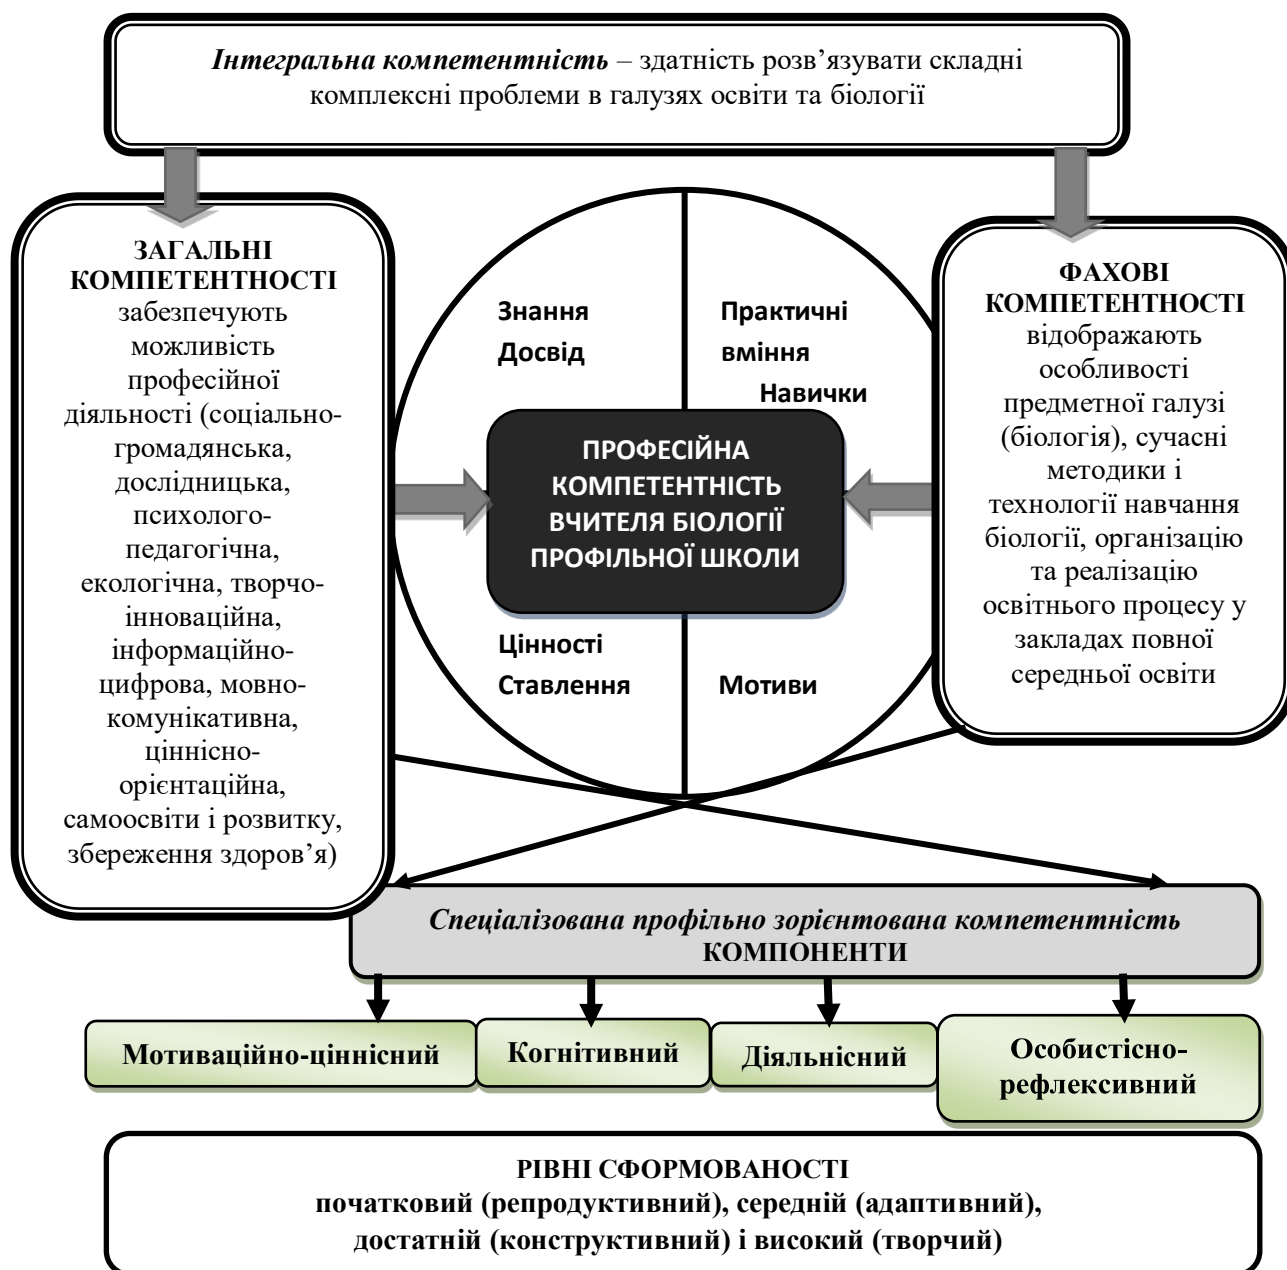 Інтегральна компетентність – здатність розв’язувати складні
комплексні проблеми в галузях освіти та біології
ЗАГАЛЬНІ
КОМПЕТЕНТНОСТІ
забезпечують
можливість
професійної
діяльності (соціально-
громадянська,
дослідницька,
психолого-
педагогічна,
екологічна, творчо-
інноваційна,
інформаційно-
цифрова, мовно-
комунікативна,
ціннісно-
орієнтаційна,
самоосвіти і розвитку,
збереження здоров’я)
Знання
Досвід
Практичні
вміння
Навички
ПРОФЕСІЙНА
КОМПЕТЕНТНІСТЬ
ВЧИТЕЛЯ БІОЛОГІЇ
ПРОФІЛЬНОЇ ШКОЛИ
Цінності
Ставлення
Мотиви
ФАХОВІ
КОМПЕТЕНТНОСТІ
відображають
особливості
предметної галузі
(біологія), сучасні
методики і
технології навчання
біології, організацію
та реалізацію
освітнього процесу у
закладах повної
середньої освіти
Спеціалізована профільно зорієнтована компетентність
КОМПОНЕНТИ
Мотиваційно-ціннісний
Когнітивний
Діяльнісний
Особистісно-
рефлексивний
РІВНІ СФОРМОВАНОСТІ
початковий (репродуктивний), середній (адаптивний),
достатній (конструктивний) і високий (творчий)